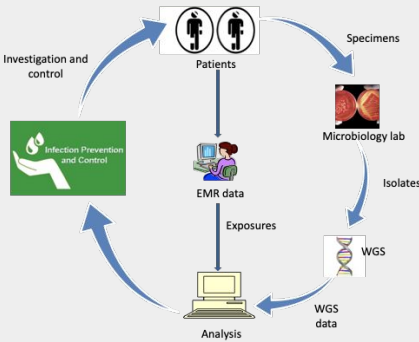 Specimens
Investigation and
control
Patients
Microbiology lab
Infection Prevention
and Control
Isolates
EMR data
Exposures
WGS
WGS
data
Analysis